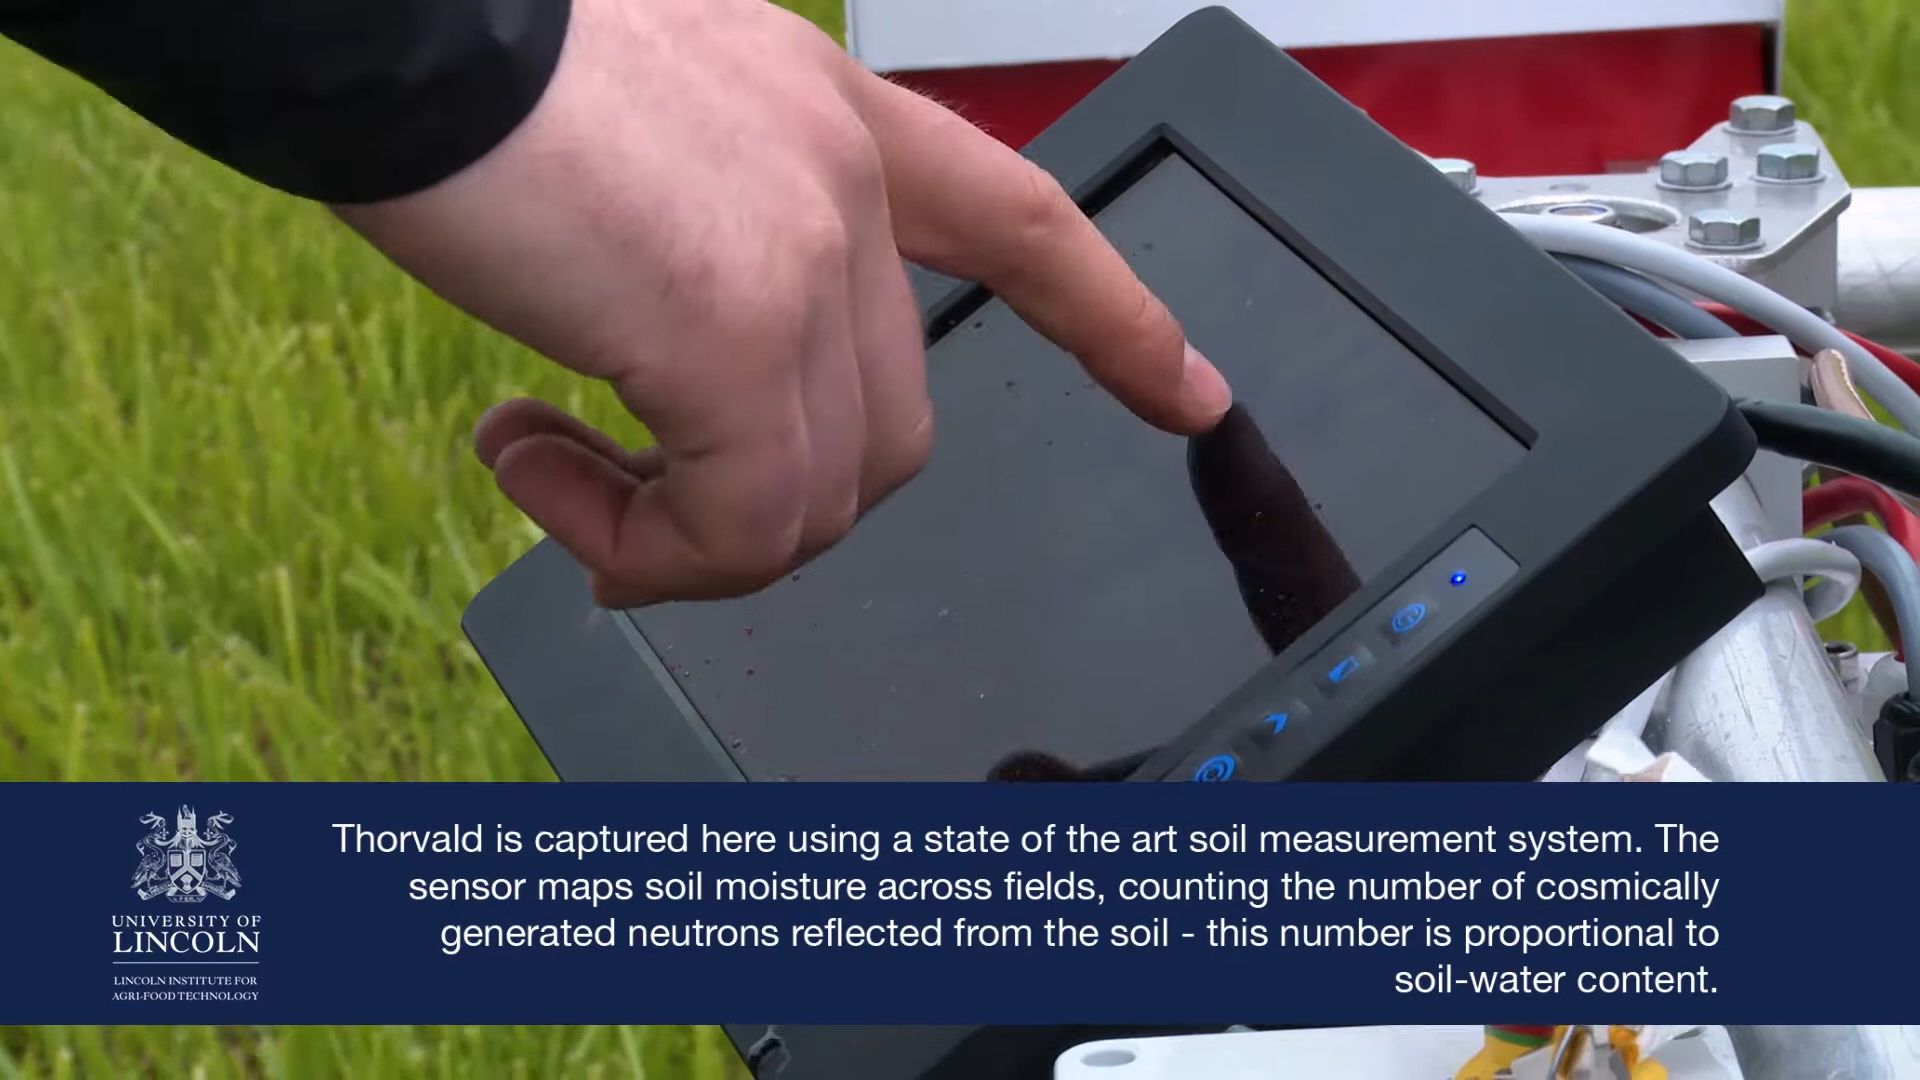 Thorvald is captured here using a state of the art soil measurement system. The
sensor maps soil moisture across fields, counting the number of cosmically
generated neutrons reflected from the soil - this number is proportional to
soil-water content.
UNIVERSITY OF
LINCOLN
LINCOLN INSTITUTE FOR
AGRI-FOOD TECHNOLOGY